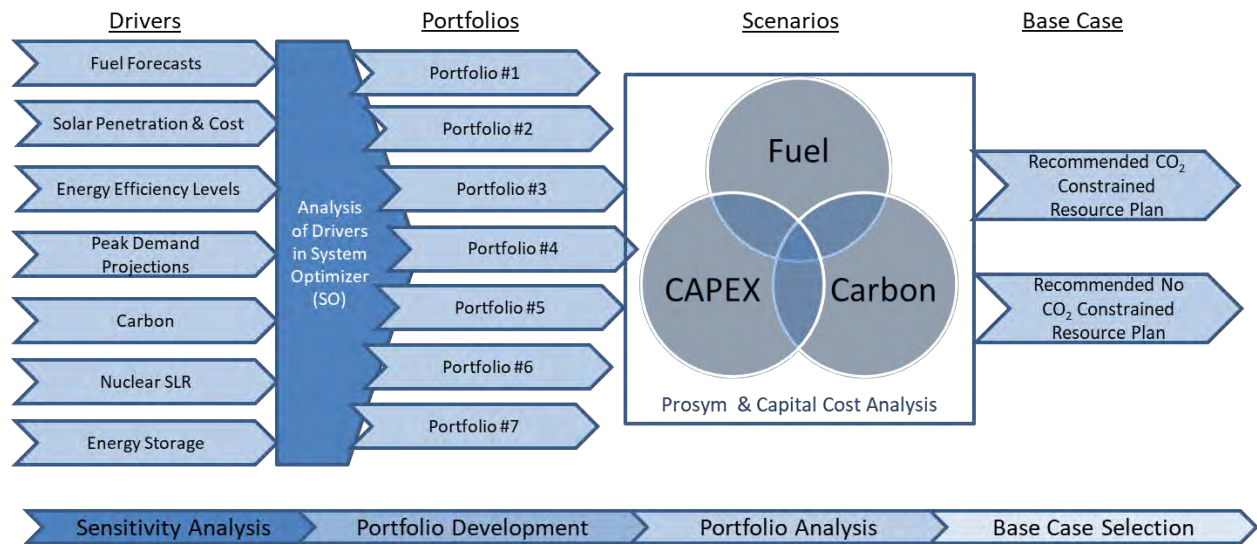 Drivers
Portfolios
Scenarios
Base Case
Fuel Forecasts
Solar Penetration & Cost
Energy Efficiency Levels
Peak Demand
Projections
Carbon
Nuclear SLR
Energy Storage
Analysis
of Drivers
in System
Optimizer
(SO)
Portfolio #1
Portfolio #2
Portfolio #3
Portfolio #4
Portfolio #5
Portfolio #6
Portfolio #7
Fuel
CAPEX
Carbon
Prosym & Capital Cost Analysis
Recommended CO₂
Constrained
Resource Plan
Recommended No
CO₂ Constrained
Resource Plan
Sensitivity Analysis
Portfolio Development
Portfolio Analysis
Base Case Selection